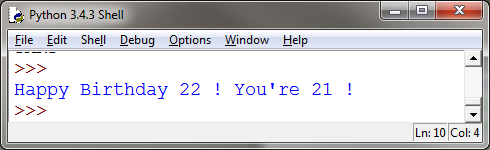 Python 3.4.3 Shell
File Edit Shell Debug Options Window Help
>>>
Happy Birthday 22 ! You're 21 !
>>>
Ln: 10 Col: 4